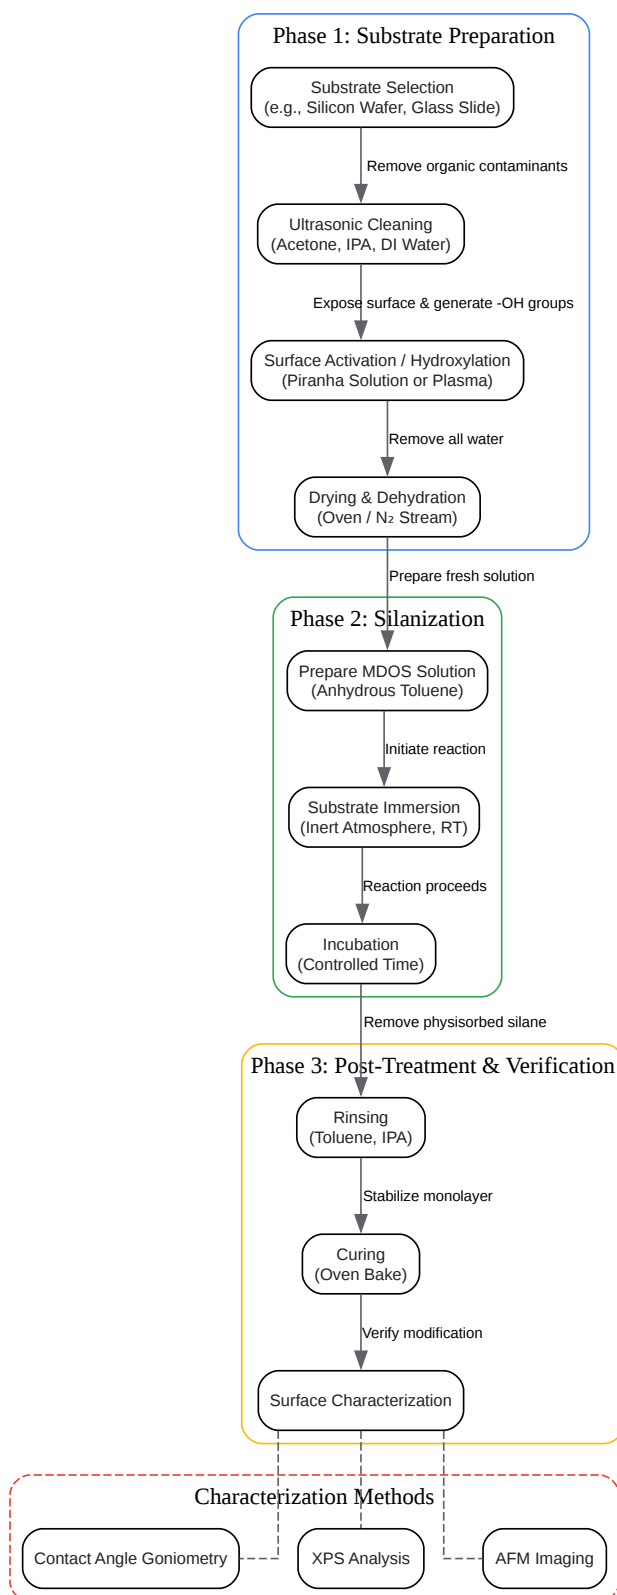 Phase 1: Substrate Preparation
Substrate Selection
(e.g., Silicon Wafer, Glass Slide)
Remove organic contaminants
Ultrasonic Cleaning
(Acetone, IPA, DI Water)
Expose surface & generate -OH groups
Surface Activation / Hydroxylation
(Piranha Solution or Plasma)
Remove all water
Drying & Dehydration
(Oven / N₂ Stream)
Prepare fresh solution
Phase 2: Silanization
Prepare MDOS Solution
(Anhydrous Toluene)
Initiate reaction
Substrate Immersion
(Inert Atmosphere, RT)
Reaction proceeds
Incubation
(Controlled Time)
Remove physisorbed silane
Phase 3: Post-Treatment & Verification
Rinsing
(Toluene, IPA)
Stabilize monolayer
Curing
(Oven Bake)
Verify modification
Surface Characterization
Characterization Methods
Contact Angle Goniometry
XPS Analysis
AFM Imaging